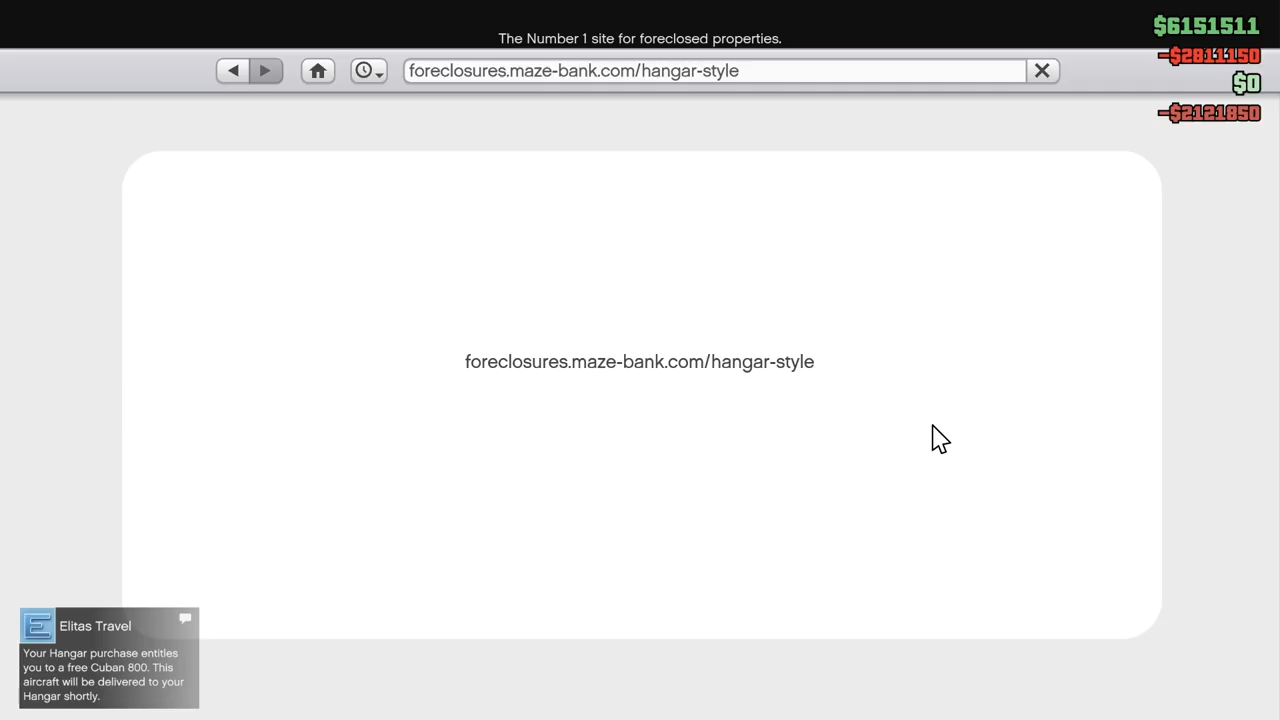 The Number 1 site for foreclosed properties.
$6151511
-$2811150
$0
-$2121850
foreclosures.maze-bank.com/hangar-style
foreclosures.maze-bank.com/hangar-style
Elitas Travel
Your Hangar purchase entitles
you to a free Cuban 800. This
aircraft will be delivered to your
Hangar shortly.